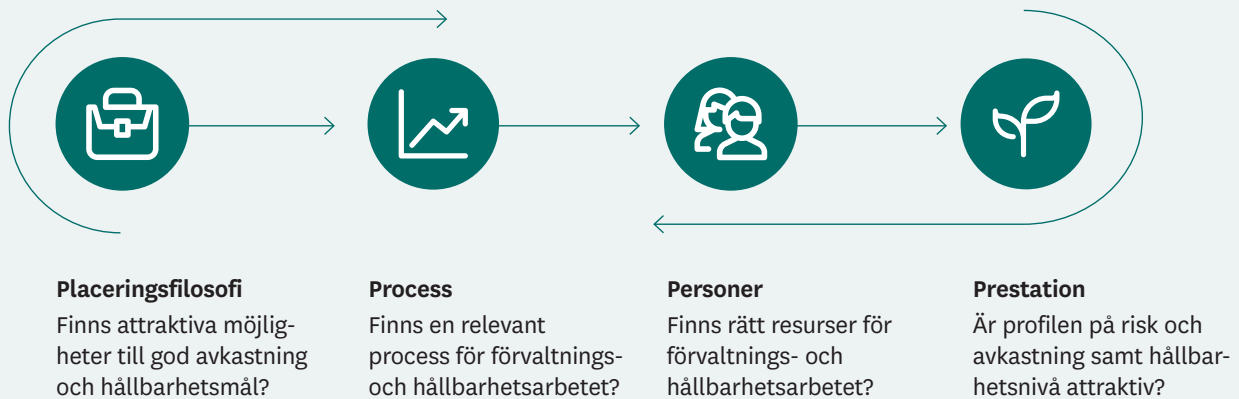 Placeringsfilosofi
Finns attraktiva möjlig-
heter till god avkastning
och hållbarhetsmål?
Process
Finns en relevant
process för förvaltnings-
och hållbarhetsarbetet?
Personer
Finns rätt resurser för
förvaltnings- och
hållbarhetsarbetet?
Prestation
Är profilen på risk och
avkastning samt hållbar-
hetsnivå attraktiv?